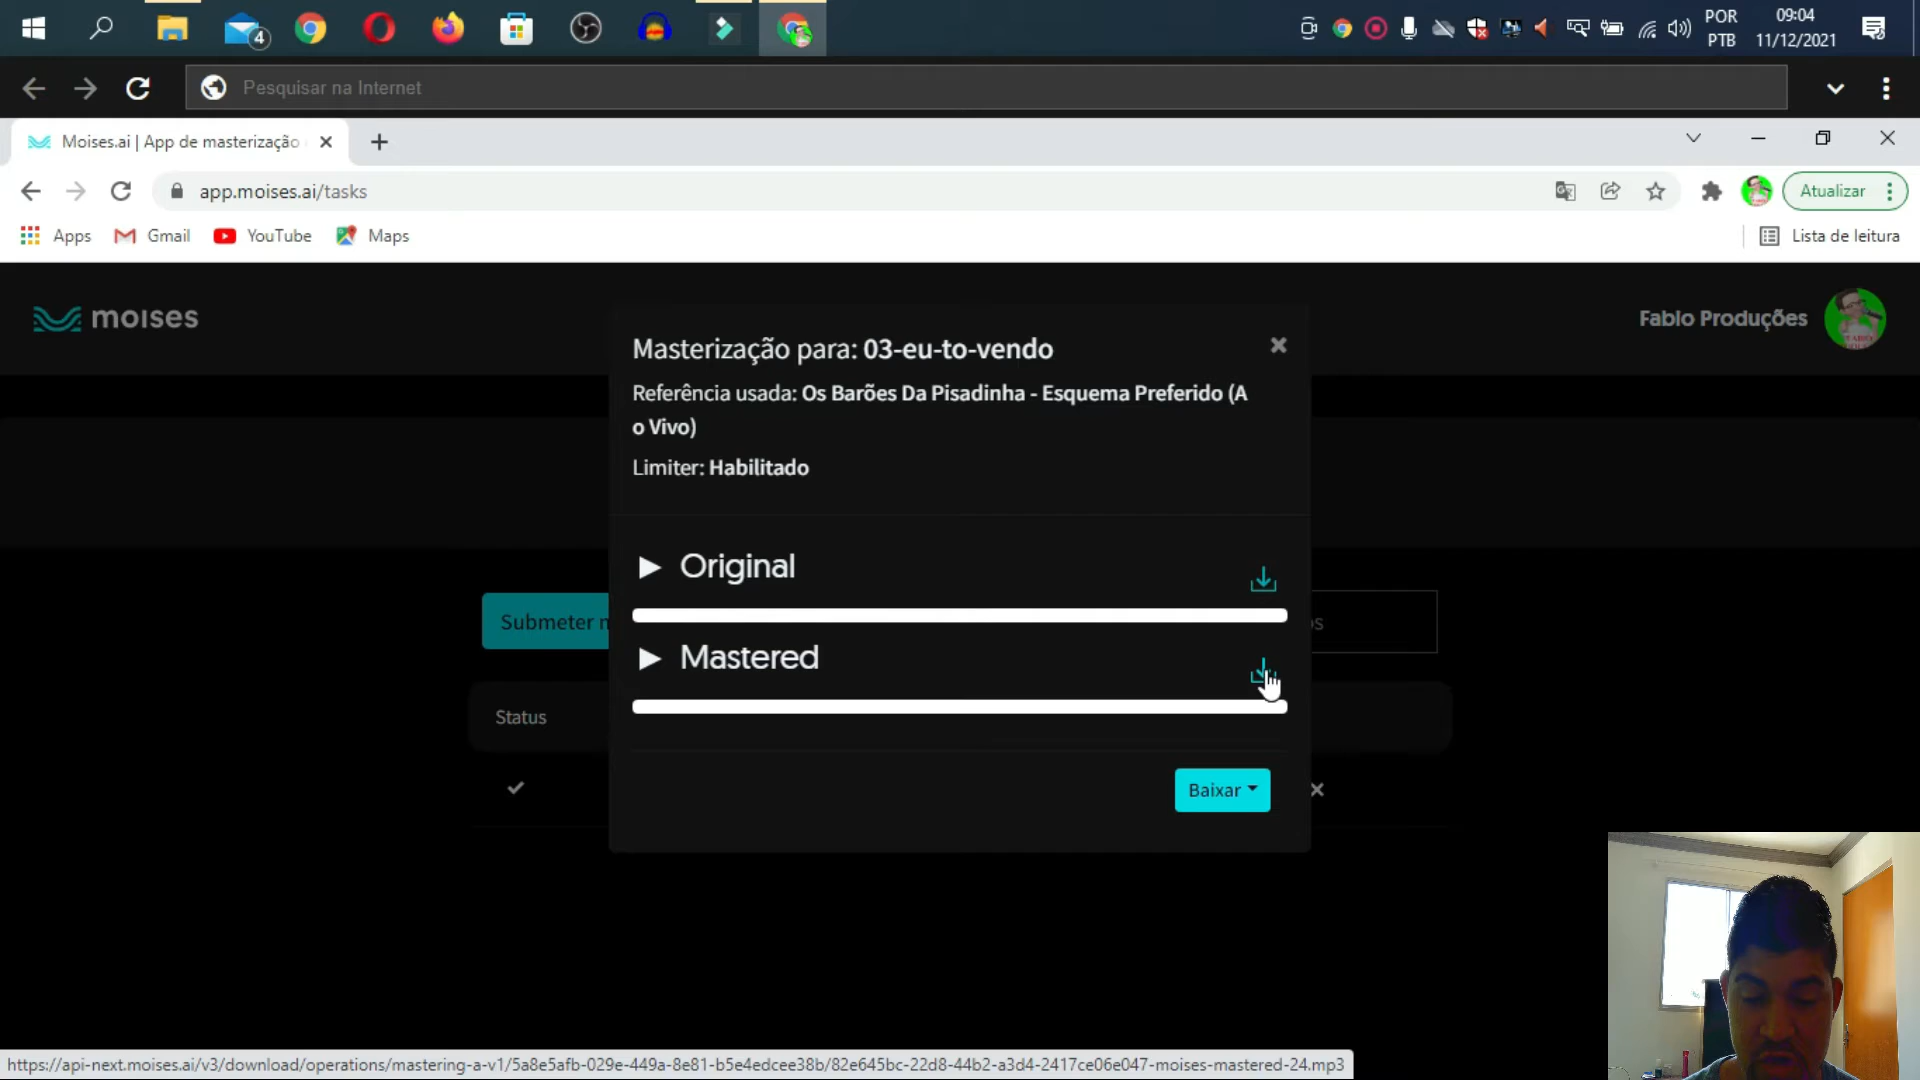 4
POR
PTB
09:04
11/12/2021
Pesquisar na Internet
Moises.ai | App de masterização
app.moises.ai/tasks
Atualizar
Apps
Gmail
YouTube
Maps
Lista de leitura
moises
Fabio Produções
Masterização para: 03-eu-to-vendo
Referência usada: Os Barões Da Pisadinha - Esquema Preferido (A
o Vivo)
Limiter: Habilitado
Original
Submeter n
os
Mastered
Status
Baixar
https://api-next.moises.ai/v3/download/operations/mastering-a-v1/5a8e5afb-029e-449a-8e81-b5e4edcee38b/82e645bc-22d8-44b2-a3d4-2417ce06e047-moises-mastered-24.mp3